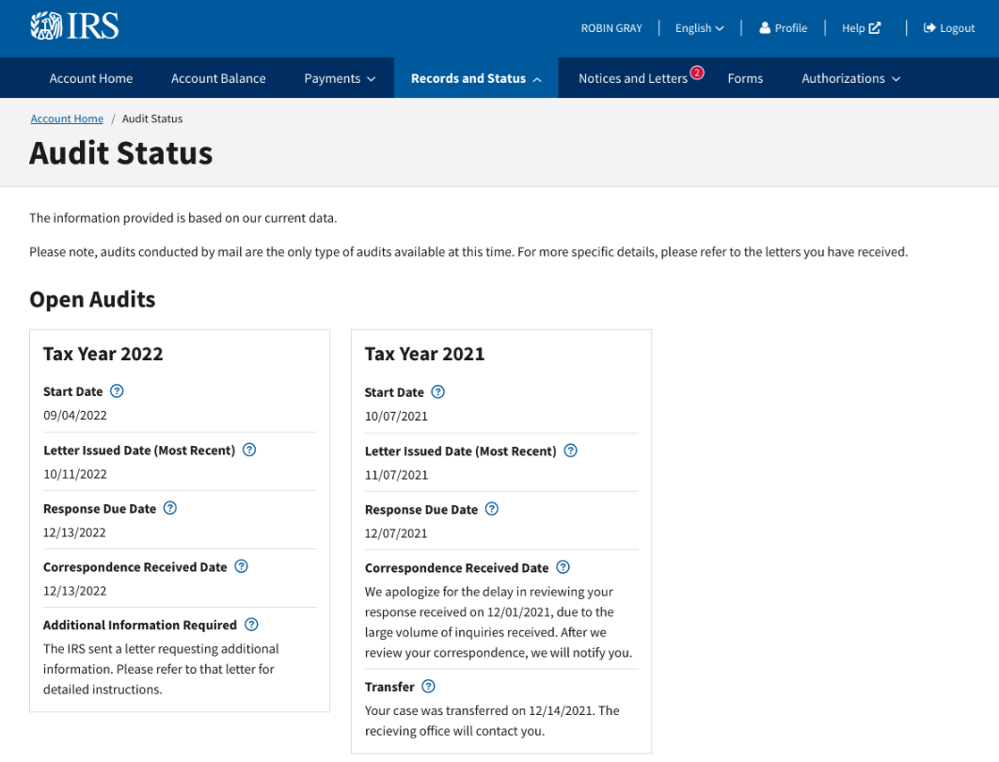 IRS
ROBIN GRAY
English
Profile
Help
Logout
Account Home
Account Balance
Payments
Records and Status
Notices and Letters
2
Forms
Authorizations
Account Home / Audit Status
Audit Status
The information provided is based on our current data.
Please note, audits conducted by mail are the only type of audits available at this time. For more specific details, please refer to the letters you have received.
Open Audits
Tax Year 2022
Start Date ?
09/04/2022
Letter Issued Date (Most Recent) ?
10/11/2022
Response Due Date ?
12/13/2022
Correspondence Received Date ?
12/13/2022
Additional Information Required ?
The IRS sent a letter requesting additional
information. Please refer to that letter for
detailed instructions.
Tax Year 2021
Start Date ?
10/07/2021
Letter Issued Date (Most Recent) ?
11/07/2021
Response Due Date ?
12/07/2021
Correspondence Received Date ?
We apologize for the delay in reviewing your
response received on 12/01/2021, due to the
large volume of inquiries received. After we
review your correspondence, we will notify you.
Transfer ?
Your case was transferred on 12/14/2021. The
recieving office will contact you.